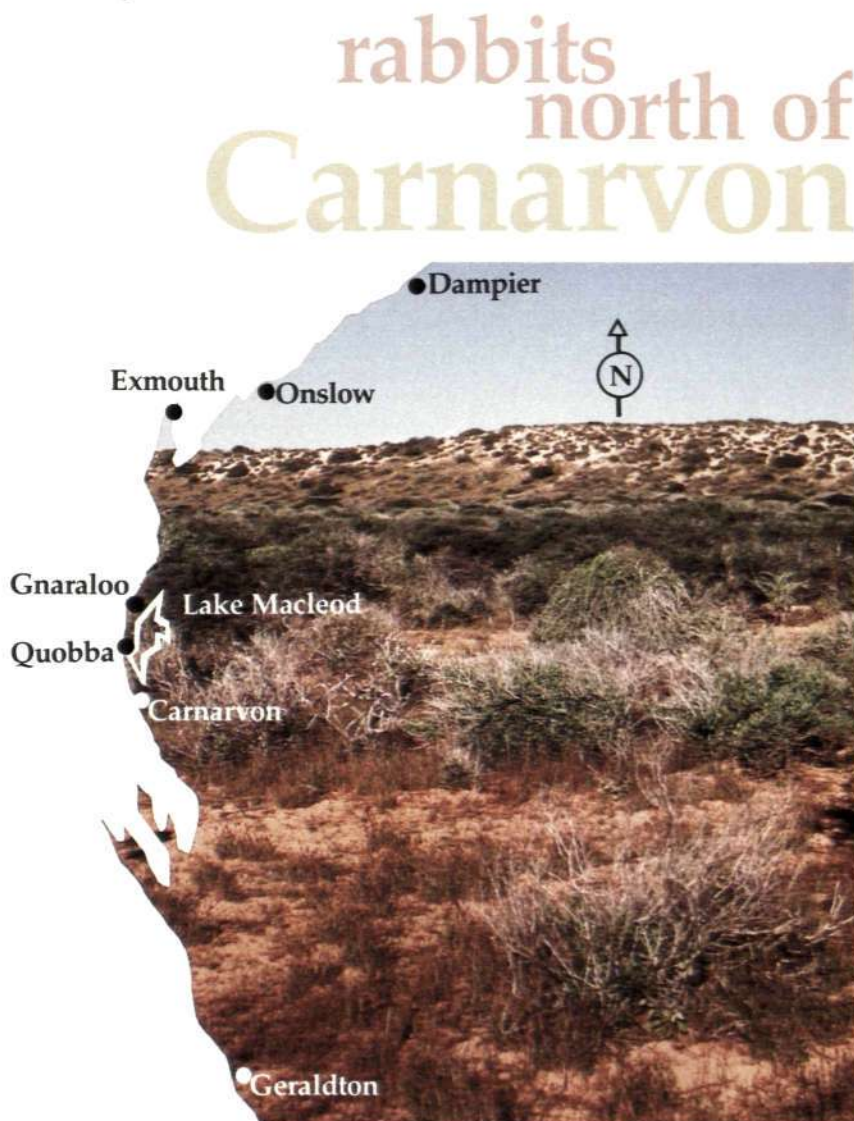 rabbits
north of
Carnarvon
Dampier
N
Exmouth
Onslow
Gnaraloo
Lake Macleod
Quobba
Carnarvon
Geraldton